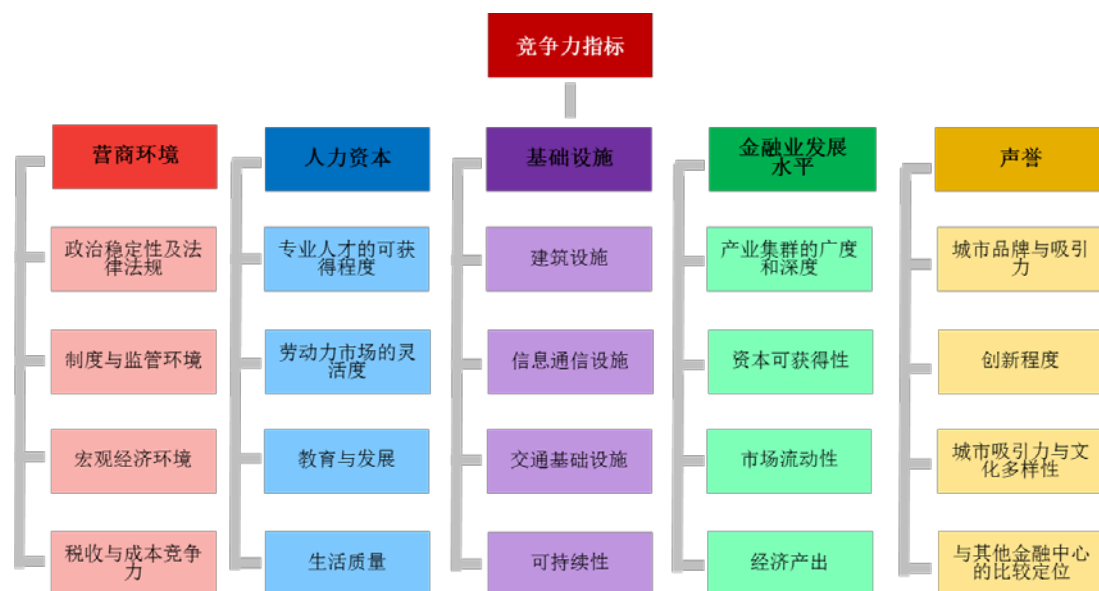 竞争力指标
营商环境
人力资本
基础设施
金融业发展
水平
声誉
政治稳定性及法
律法规
专业人才的可获
得程度
建筑设施
产业集群的广度
和深度
城市品牌与吸引
力
制度与监管环境
劳动力市场的灵
活度
信息通信设施
资本可获得性
创新程度
宏观经济环境
教育与发展
交通基础设施
市场流动性
城市吸引力与文
化多样性
税收与成本竞争
力
生活质量
可持续性
经济产出
与其他金融中心
的比较定位